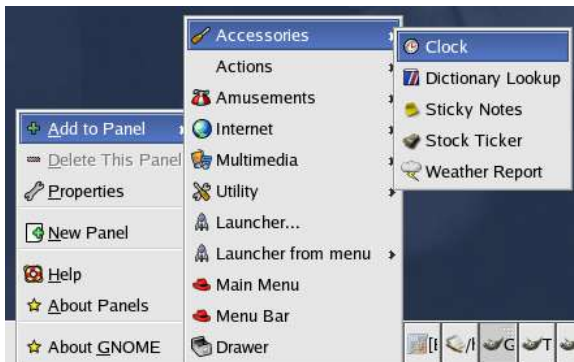 Add to Panel
Delete This Panel
Properties
New Panel
Help
About Panels
About GNOME
Accessories
Actions
Amusements
Internet
Multimedia
Utility
Launcher...
Launcher from menu
Main Menu
Menu Bar
Drawer
Clock
Dictionary Lookup
Sticky Notes
Stock Ticker
Weather Report